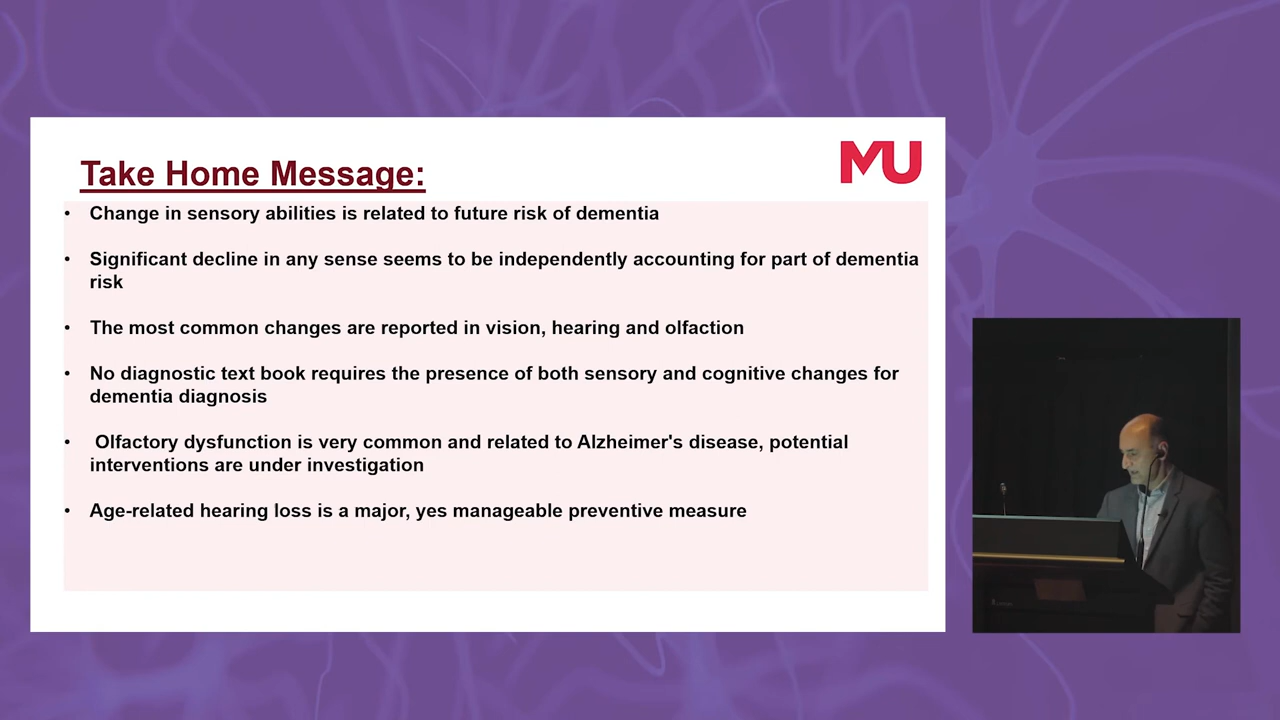 Take Home Message:
MU
• Change in sensory abilities is related to future risk of dementia
• Significant decline in any sense seems to be independently accounting for part of dementia
risk
• The most common changes are reported in vision, hearing and olfaction
• No diagnostic text book requires the presence of both sensory and cognitive changes for
dementia diagnosis
• Olfactory dysfunction is very common and related to Alzheimer's disease, potential
interventions are under investigation
• Age-related hearing loss is a major, yes manageable preventive measure